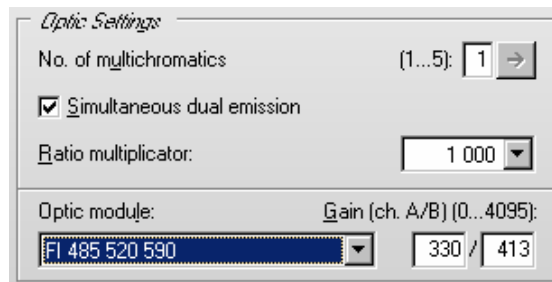 Optic Settings
No. of multichromatics (1...5): 1
Simultaneous dual emission
Ratio multiplicator: 1 000
Optic module: Gain (ch. A/B) (0...4095):
FI 485 520 590 330 / 413